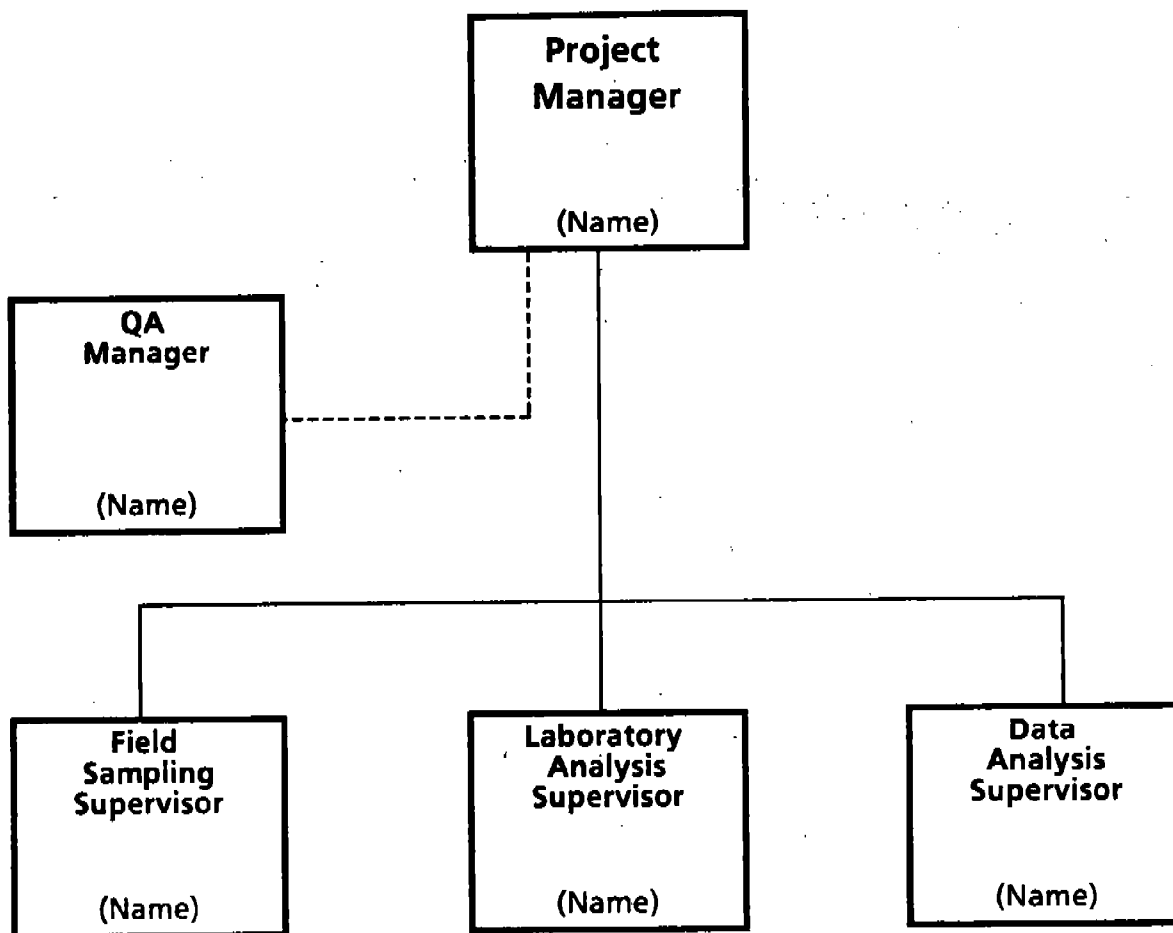 Project
Manager
(Name)
QA
Manager
(Name)
Field
Sampling
Supervisor
(Name)
Laboratory
Analysis
Supervisor
(Name)
Data
Analysis
Supervisor
(Name)